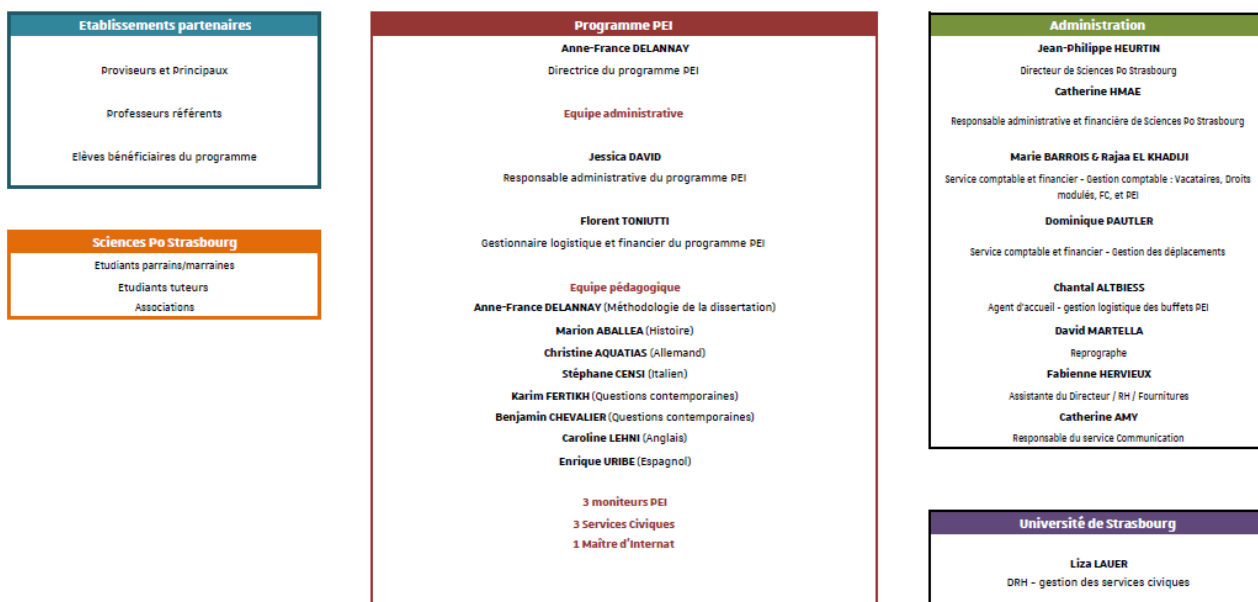 Etablissements partenaires
Proviseurs et Principaux
Professeurs référents
Elèves bénéficiaires du programme
Sciences Po Strasbourg
Etudiants parrains/marraines
Etudiants tuteurs
Associations
Programme PEI
Anne-France DELANNAY
Directrice du programme PEI
Equipe administrative
Jessica DAVID
Responsable administrative du programme PEI
Florent TONIUTTI
Gestionnaire logistique et financier du programme PEI
Equipe pédagogique
Anne-France DELANNAY (Méthodologie de la dissertation)
Marion ABALLEA (Histoire)
Christine AQUATIAS (Allemand)
Stéphane CENSI (Italien)
Karim FERTIKH (Questions contemporaines)
Benjamin CHEVALIER (Questions contemporaines)
Caroline LEHNI (Anglais)
Enrique URIBE (Espagnol)
3 moniteurs PEI
3 Services Civiques
1 Maître d'Internat
Administration
Jean-Philippe HEURTIN
Directeur de Sciences Po Strasbourg
Catherine HMAE
Responsable administrative et financière de Sciences Po Strasbourg
Marie BARROIS & Rajaa EL KHADIJI
Service comptable et financier - Gestion comptable : Vacataires, Droits
modulés, FC, et PEI
Dominique PAUTLER
Service comptable et financier - Gestion des déplacements
Chantal ALTBIESS
Agent d'accueil - gestion logistique des buffets PEI
David MARTELLA
Reprographe
Fabienne HERVIEUX
Assistante du Directeur / RH / Fournitures
Catherine AMY
Responsable du service Communication
Université de Strasbourg
Liza LAUER
DRH - gestion des services civiques